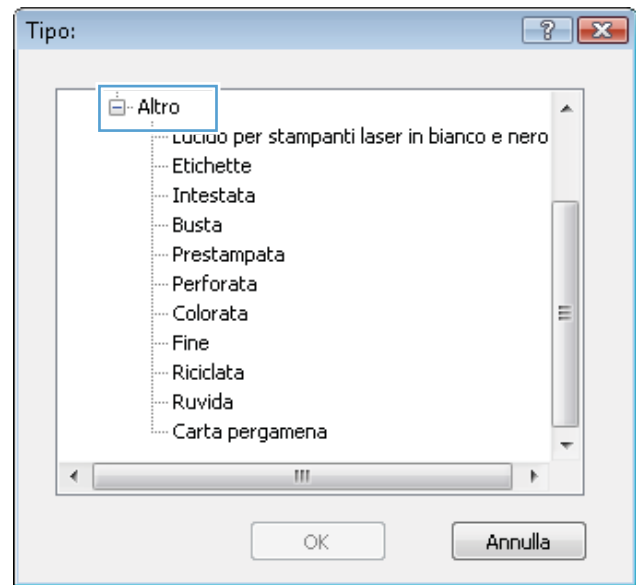 Tipo:
Altro
Lucido per stampanti laser in bianco e nero
Etichette
Intestata
Busta
Prestampata
Perforata
Colorata
Fine
Riciclata
Ruvida
Carta pergamena
OK
Annulla